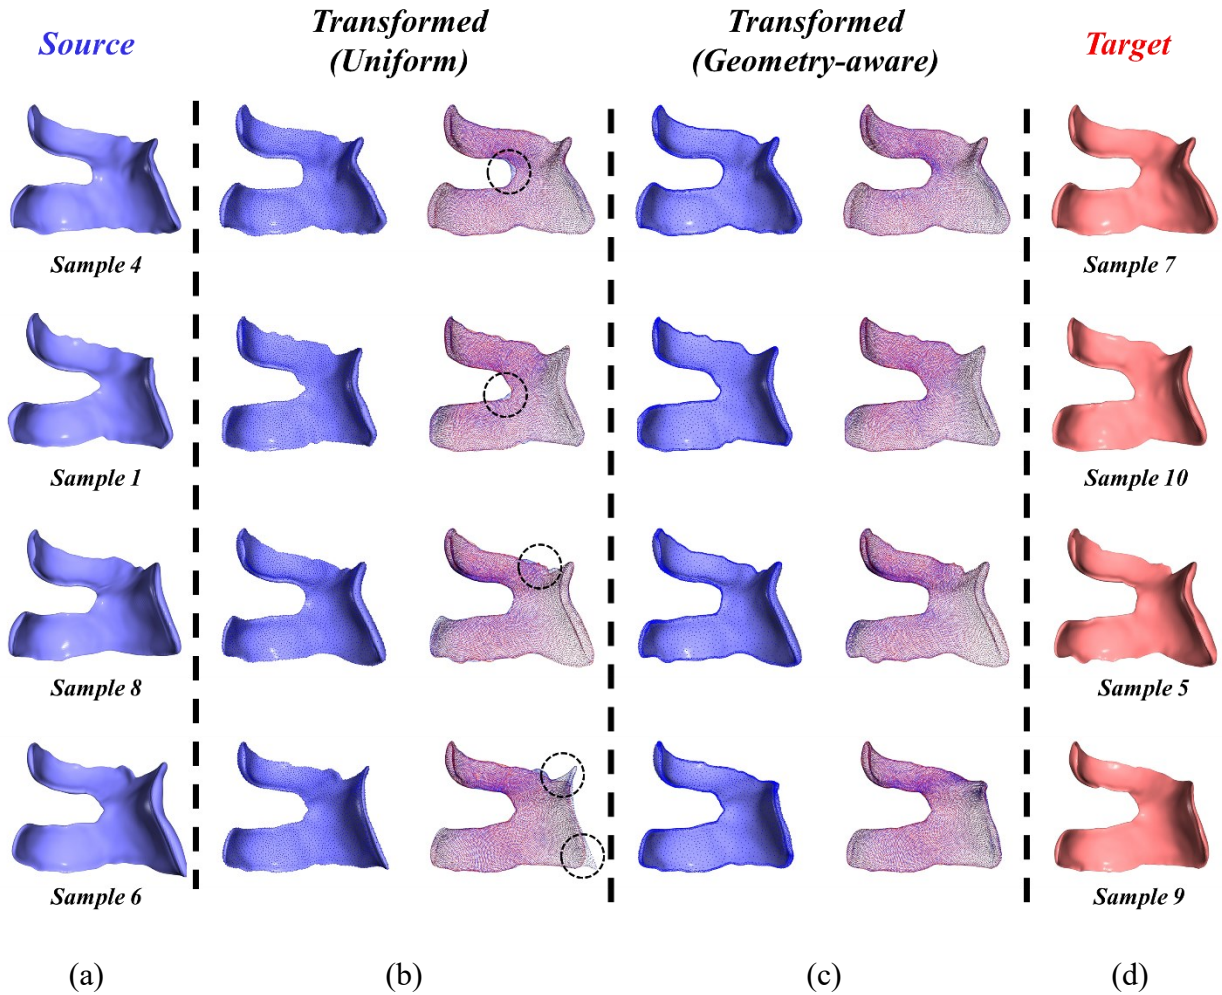 Source
Transformed
(Uniform)
Transformed
(Geometry-aware)
Target
Sample 4
Sample 7
Sample 1
Sample 10
Sample 8
Sample 5
Sample 6
Sample 9
(a)
(b)
(c)
(d)